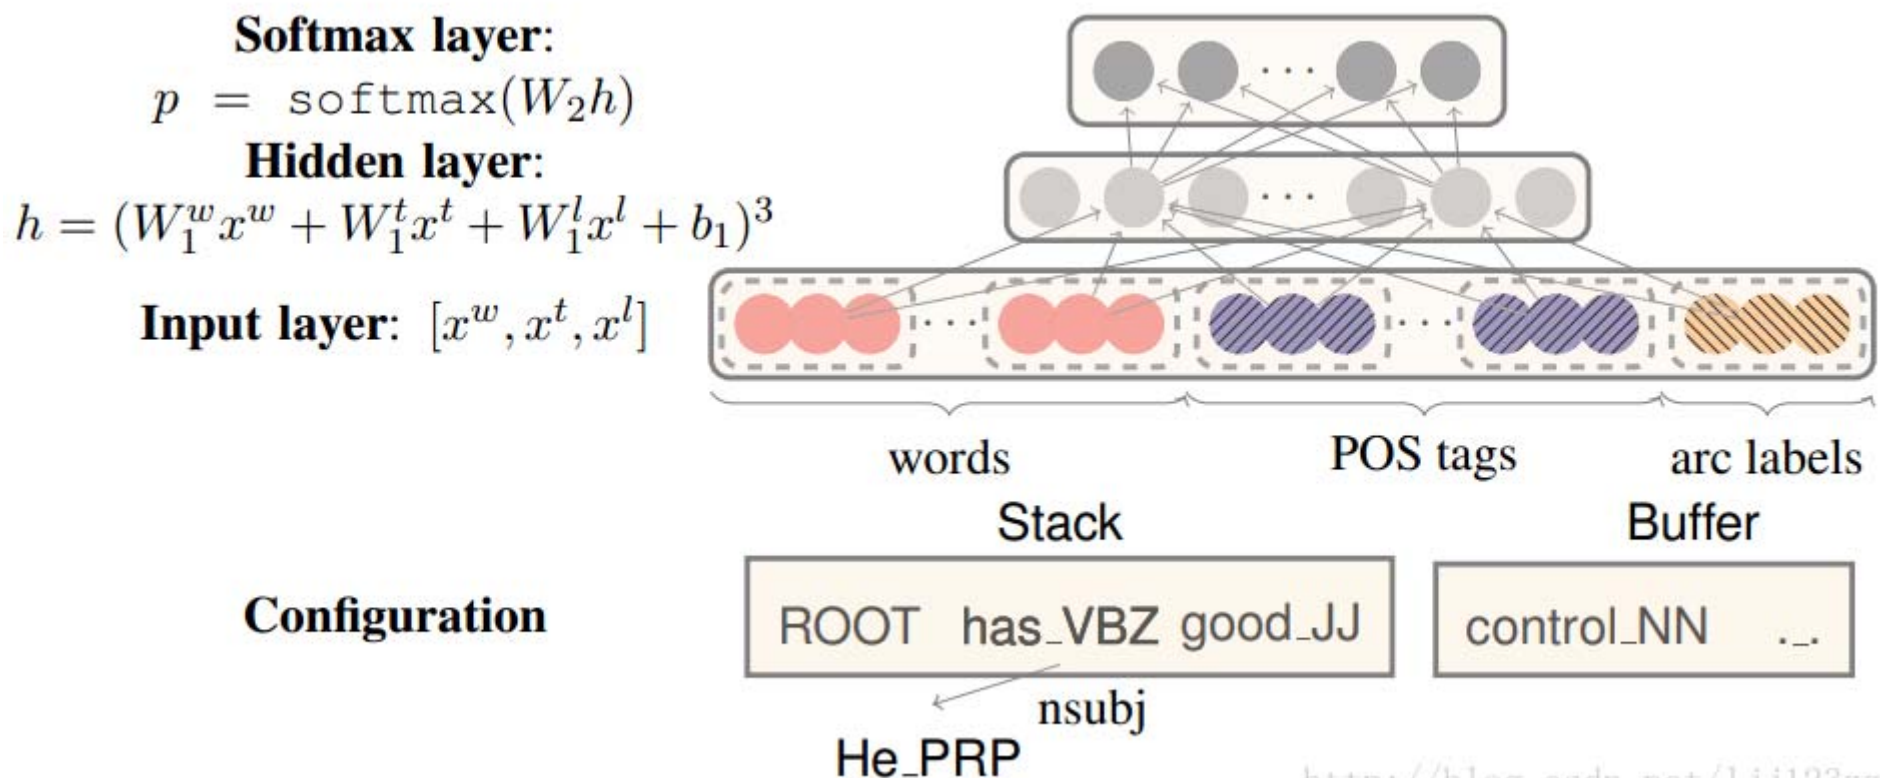 Softmax layer:
p = softmax(W₂h)
Hidden layer:
h = (W₁ʷxʷ + W₁ᵗxᵗ + W₁ˡxˡ + b₁)³
Input layer: [xʷ, xᵗ, xˡ]
· · ·
· · ·
· · · · · ·
words POS tags arc labels
Stack Buffer
Configuration
ROOT has_VBZ good_JJ control_NN ._.
nsubj
He_PRP